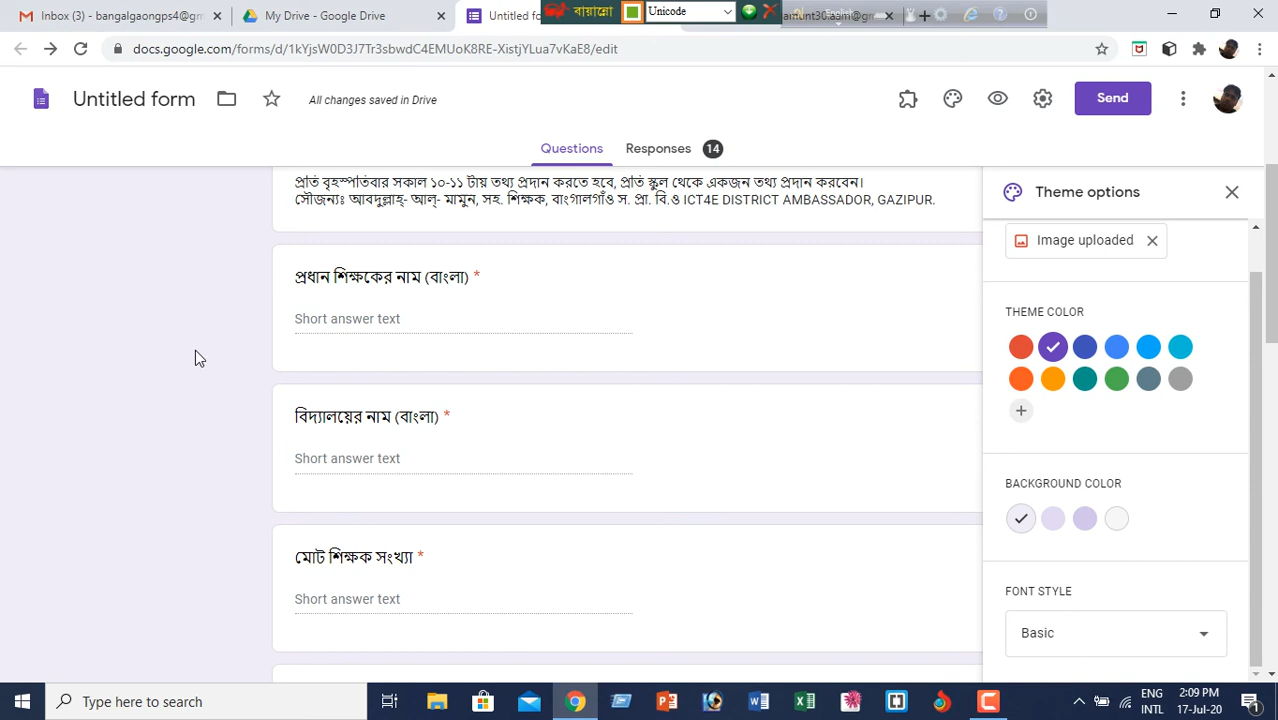 Inbox (3) - bangalgaongps@gm
My Drive - Google Drive
Untitled fo
বায়ান্নো
Unicode
English
docs.google.com/forms/d/1kYjsW0D3J7Tr3sbwdC4EMUoK8RE-XistjYLua7vKaE8/edit
Untitled form
All changes saved in Drive
Send
Questions
Responses 14
প্রতি বৃহস্পতিবার সকাল ১০-১১ টায় তথ্য প্রদান করতে হবে, প্রতি স্কুল থেকে একজন তথ্য প্রদান করবেন।
সৌজন্যঃ আবদুল্লাহ- আল- মামুন, সহ. শিক্ষক, বাংগালগাঁও স. প্রা. বি.ও ICT4E DISTRICT AMBASSADOR, GAZIPUR.
প্রধান শিক্ষকের নাম (বাংলা) *
Short answer text
বিদ্যালয়ের নাম (বাংলা) *
Short answer text
মোট শিক্ষক সংখ্যা *
Short answer text
Theme options
Image uploaded
THEME COLOR
BACKGROUND COLOR
FONT STYLE
Basic
Type here to search
ENG
INTL
2:09 PM
17-Jul-20